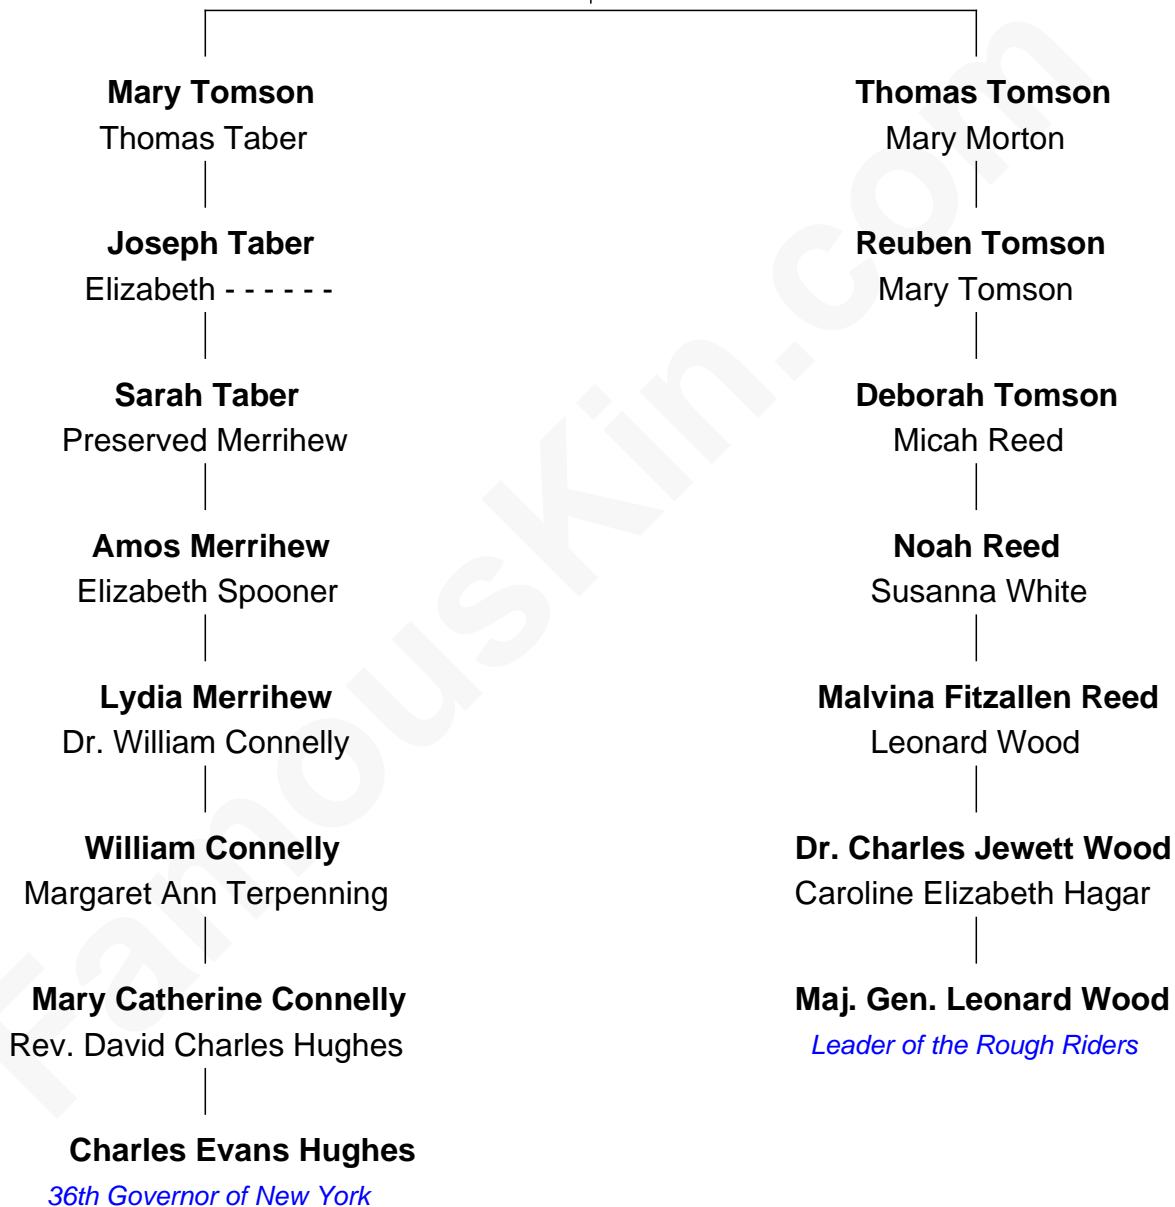 Mary Tomson
Thomas Taber
Joseph Taber
Elizabeth - - - - - -
Sarah Taber
Preserved Merrihew
Amos Merrihew
Elizabeth Spooner
Lydia Merrihew
Dr. William Connelly
William Connelly
Margaret Ann Terpenning
Mary Catherine Connelly
Rev. David Charles Hughes
Charles Evans Hughes
36th Governor of New York
Thomas Tomson
Mary Morton
Reuben Tomson
Mary Tomson
Deborah Tomson
Micah Reed
Noah Reed
Susanna White
Malvina Fitzallen Reed
Leonard Wood
Dr. Charles Jewett Wood
Caroline Elizabeth Hagar
Maj. Gen. Leonard Wood
Leader of the Rough Riders
FamousKin.com